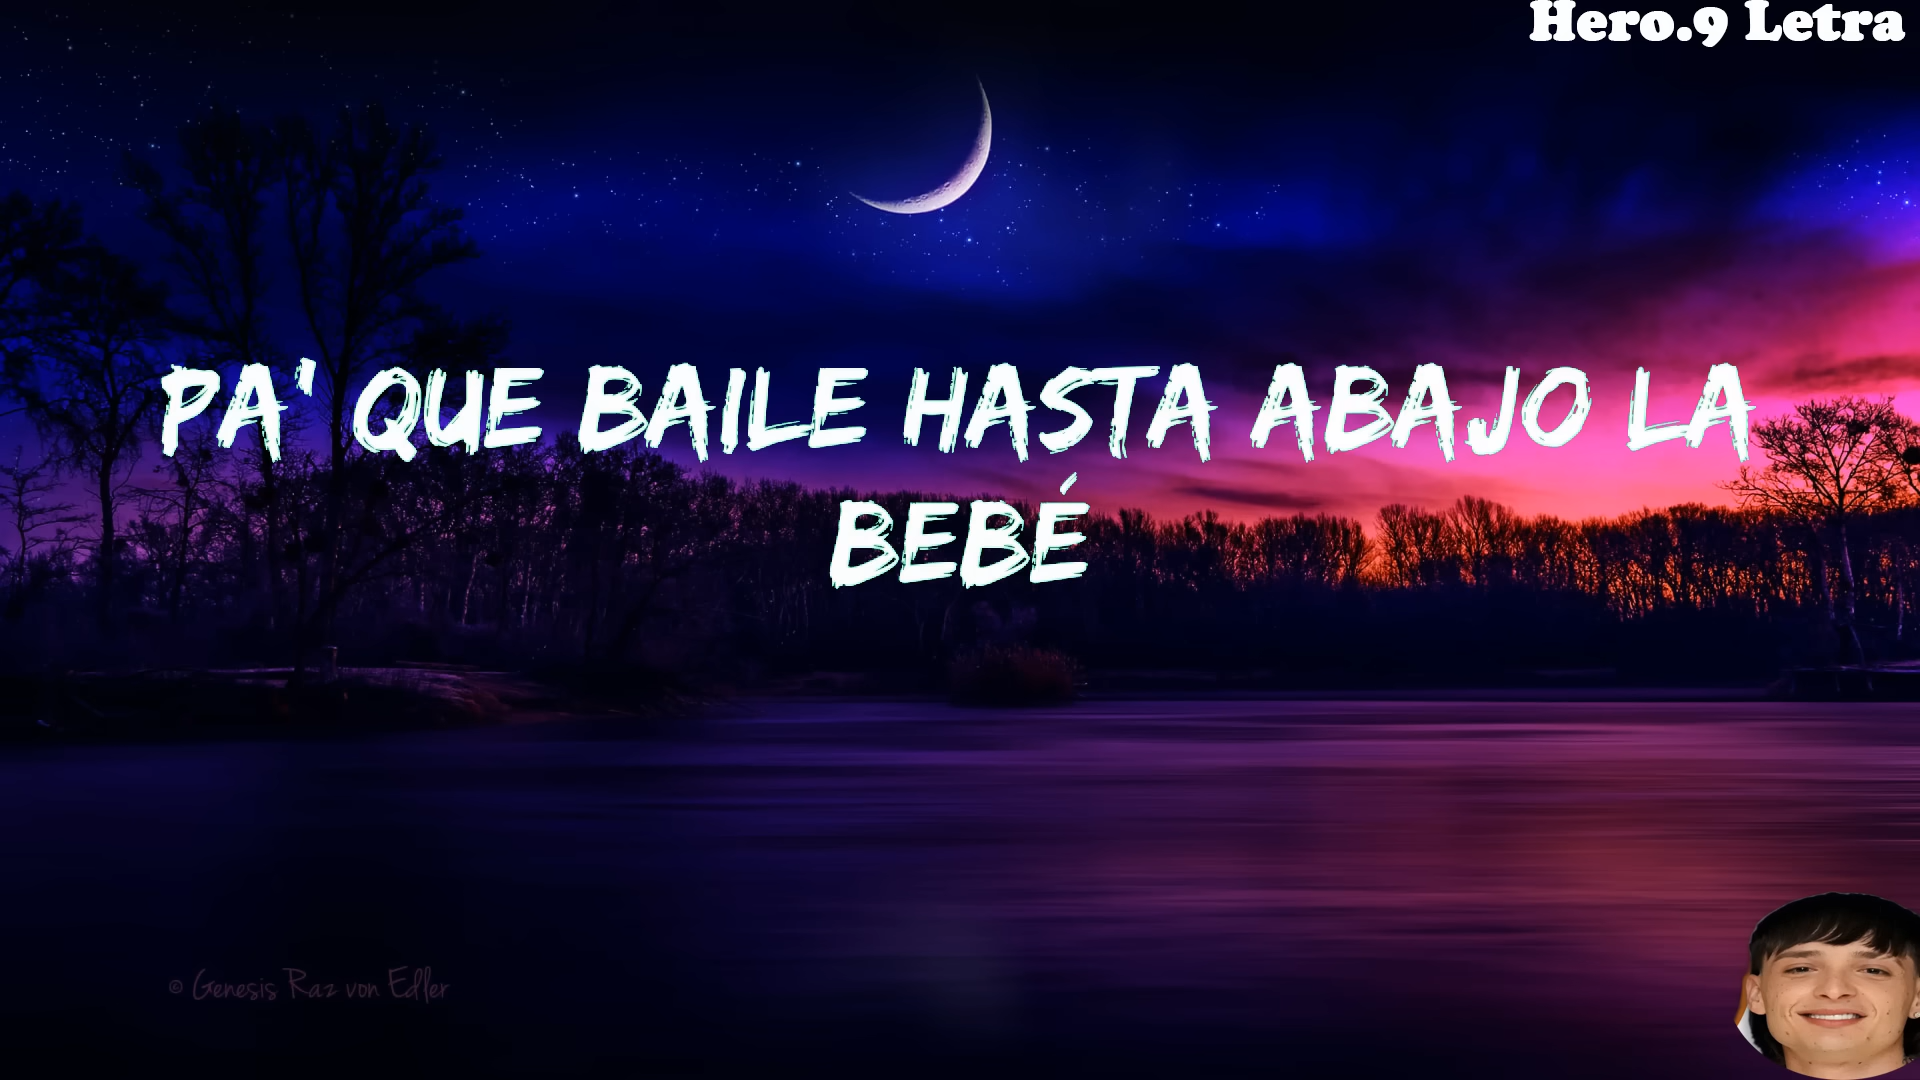 Hero.9 Letra
PA' QUE BAILE HASTA ABAJO LA
BEBÉ
© Genesis Raz von Edler